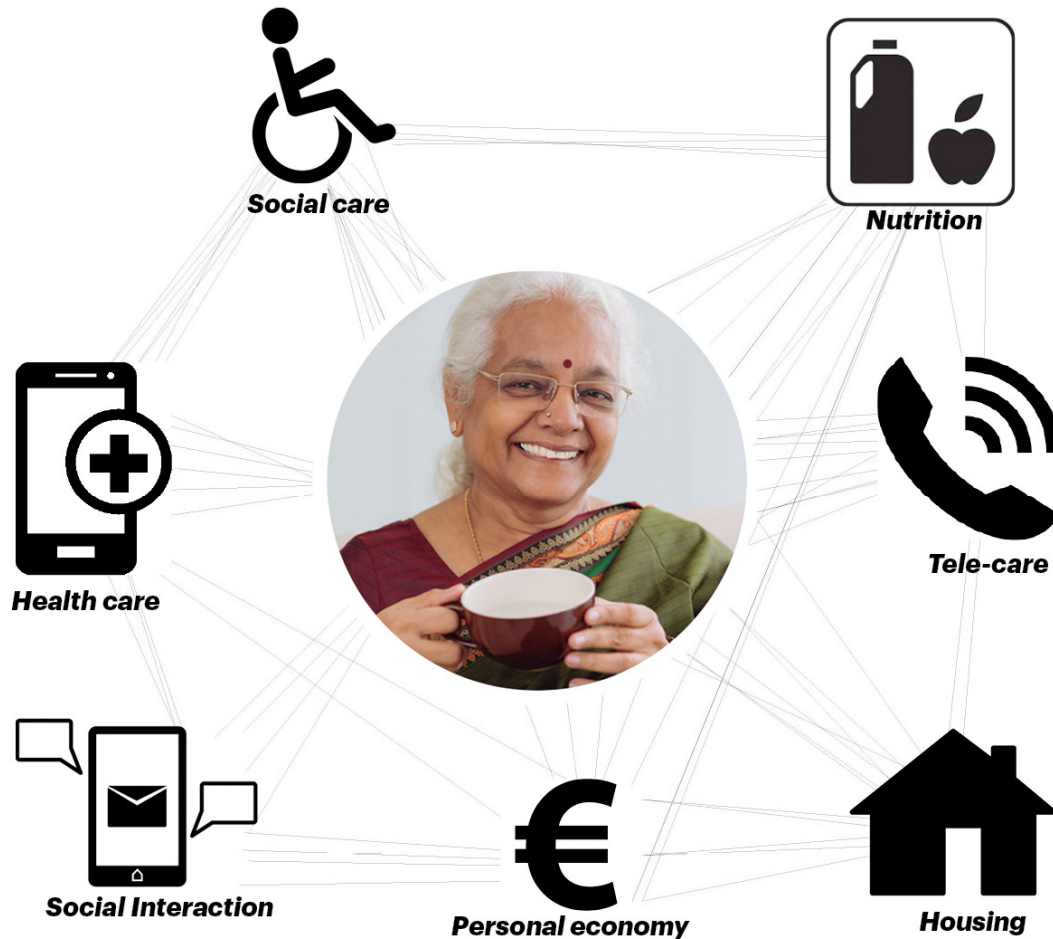 Social care
Nutrition
Health care
Tele-care
Social Interaction
Personal economy
Housing